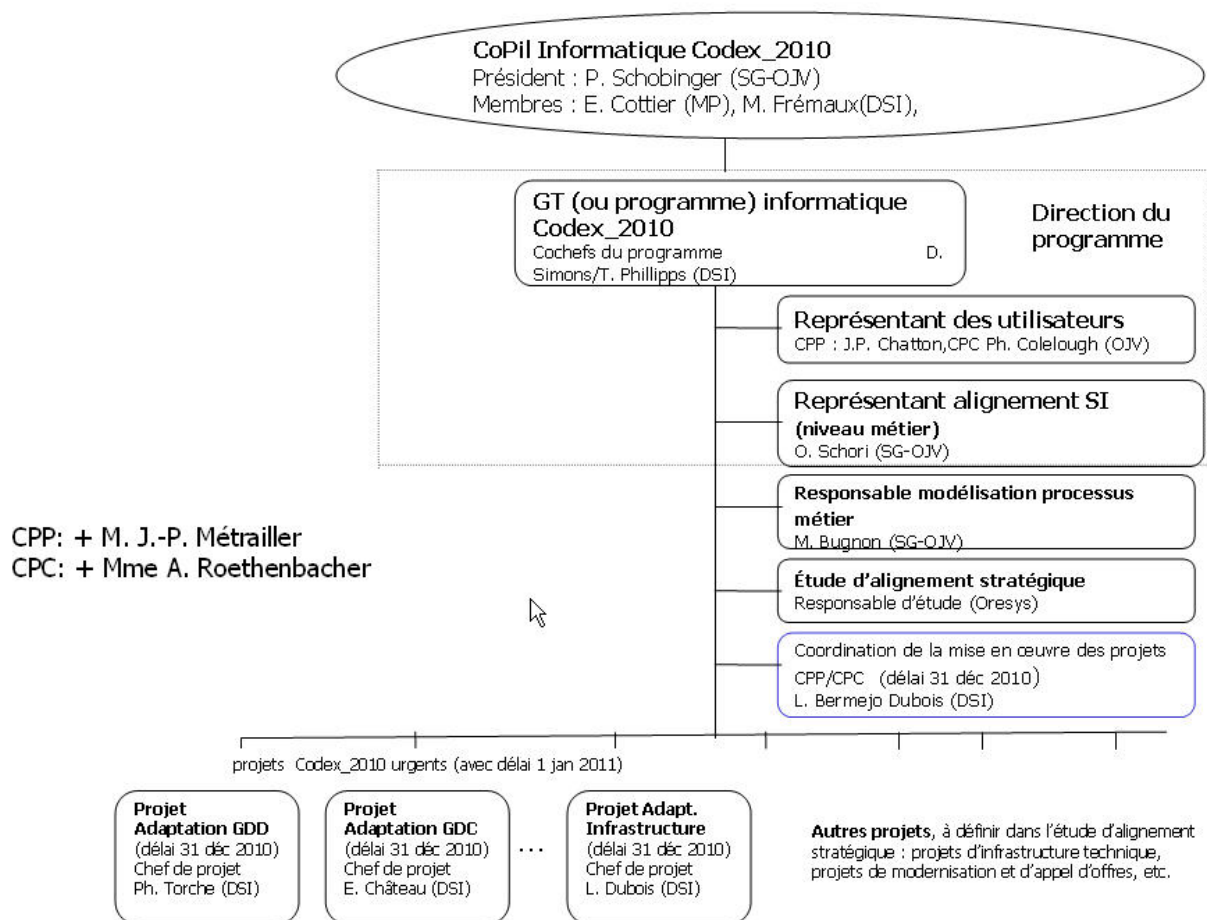 CoPil Informatique Codex_2010
Président : P. Schobinger (SG-OJV)
Membres : E. Cottier (MP), M. Frémaux(DSI),
GT (ou programme) informatique
Codex_2010
Cochefs du programme D.
Simons/T. Phillipps (DSI)
Direction du
programme
Représentant des utilisateurs
CPP : J.P. Chatton,CPC Ph. Colelough (OJV)
Représentant alignement SI
(niveau métier)
O. Schori (SG-OJV)
Responsable modélisation processus
métier
M. Bugnon (SG-OJV)
CPP: + M. J.-P. Métrailler
CPC: + Mme A. Roethenbacher
Étude d'alignement stratégique
Responsable d'étude (Oresys)
Coordination de la mise en œuvre des projets
CPP/CPC (délai 31 déc 2010)
L. Bermejo Dubois (DSI)
projets Codex_2010 urgents (avec délai 1 jan 2011)
Projet
Adaptation GDD
(délai 31 déc 2010)
Chef de projet
Ph. Torche (DSI)
Projet
Adaptation GDC
(délai 31 déc 2010)
Chef de projet
E. Château (DSI)
...
Projet Adapt.
Infrastructure
(délai 31 déc 2010)
Chef de projet
L. Dubois (DSI)
Autres projets, à définir dans l'étude d'alignement
stratégique : projets d'infrastructure technique,
projets de modernisation et d'appel d'offres, etc.